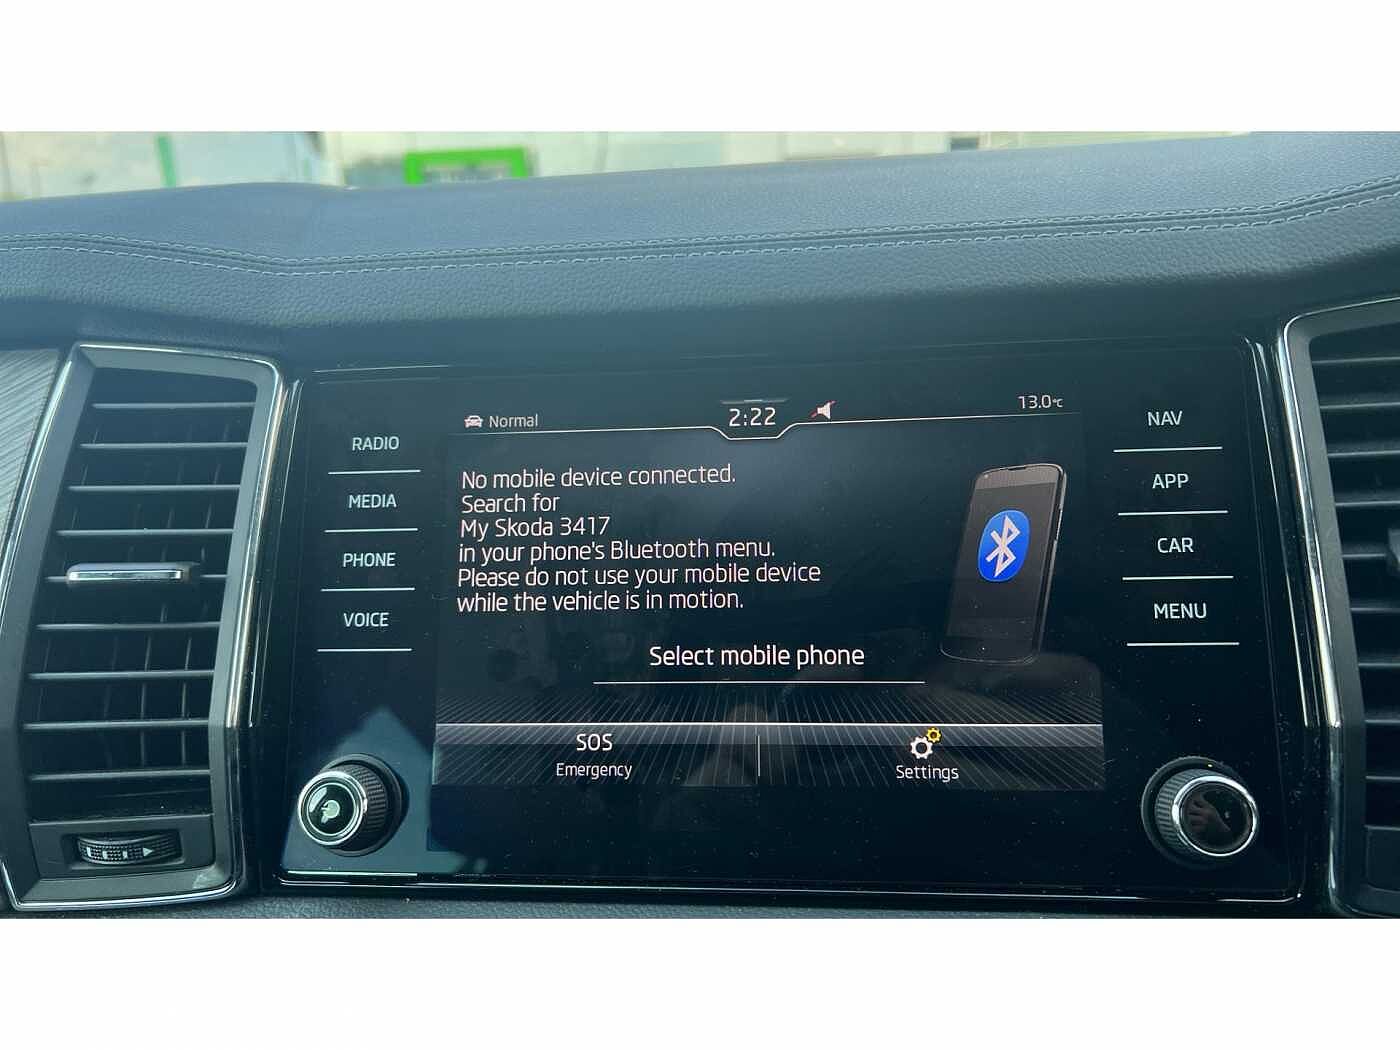 Normal
2:22
13.0°C
RADIO
MEDIA
PHONE
VOICE
No mobile device connected.
Search for
My Skoda 3417
in your phone's Bluetooth menu.
Please do not use your mobile device
while the vehicle is in motion.
Select mobile phone
SOS
Emergency
Settings
NAV
APP
CAR
MENU